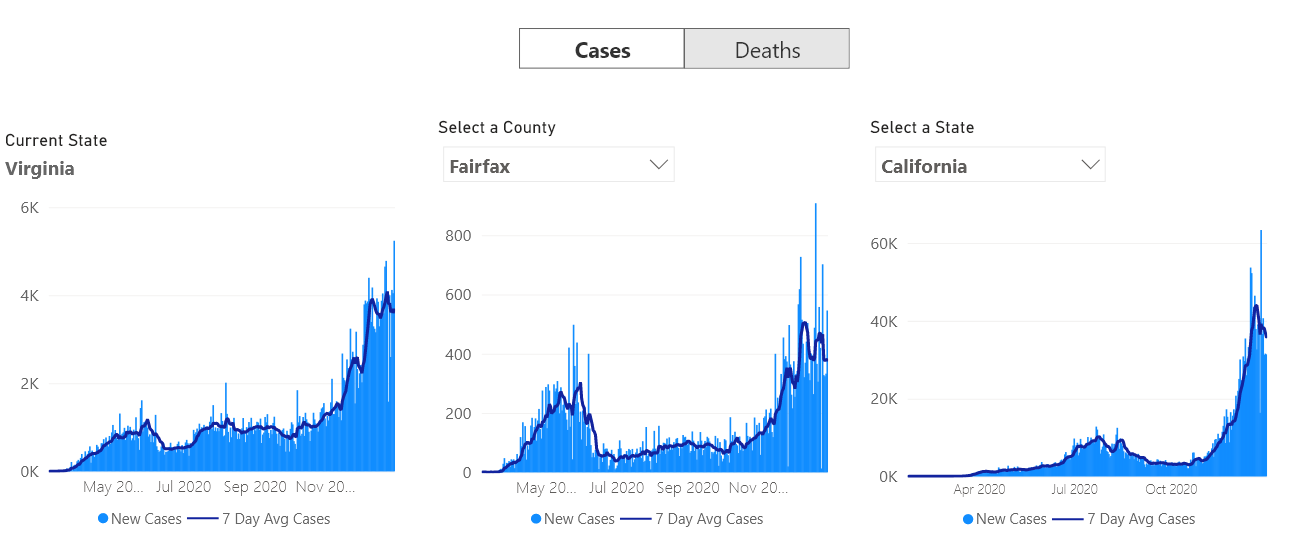 Cases Deaths
Current State
Virginia
6K
4K
2K
0K
May 20... Jul 2020 Sep 2020 Nov 20...
New Cases 7 Day Avg Cases
Select a County
Fairfax
800
600
400
200
0
May 20... Jul 2020 Sep 2020 Nov 20...
New Cases 7 Day Avg Cases
Select a State
California
60K
40K
20K
0K
Apr 2020 Jul 2020 Oct 2020
New Cases 7 Day Avg Cases